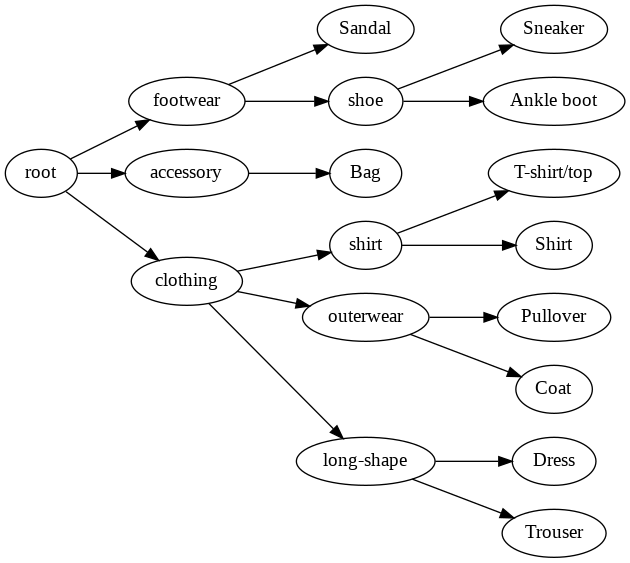 Sandal
Sneaker
footwear
shoe
Ankle boot
root
accessory
Bag
T-shirt/top
shirt
Shirt
clothing
outerwear
Pullover
Coat
long-shape
Dress
Trouser